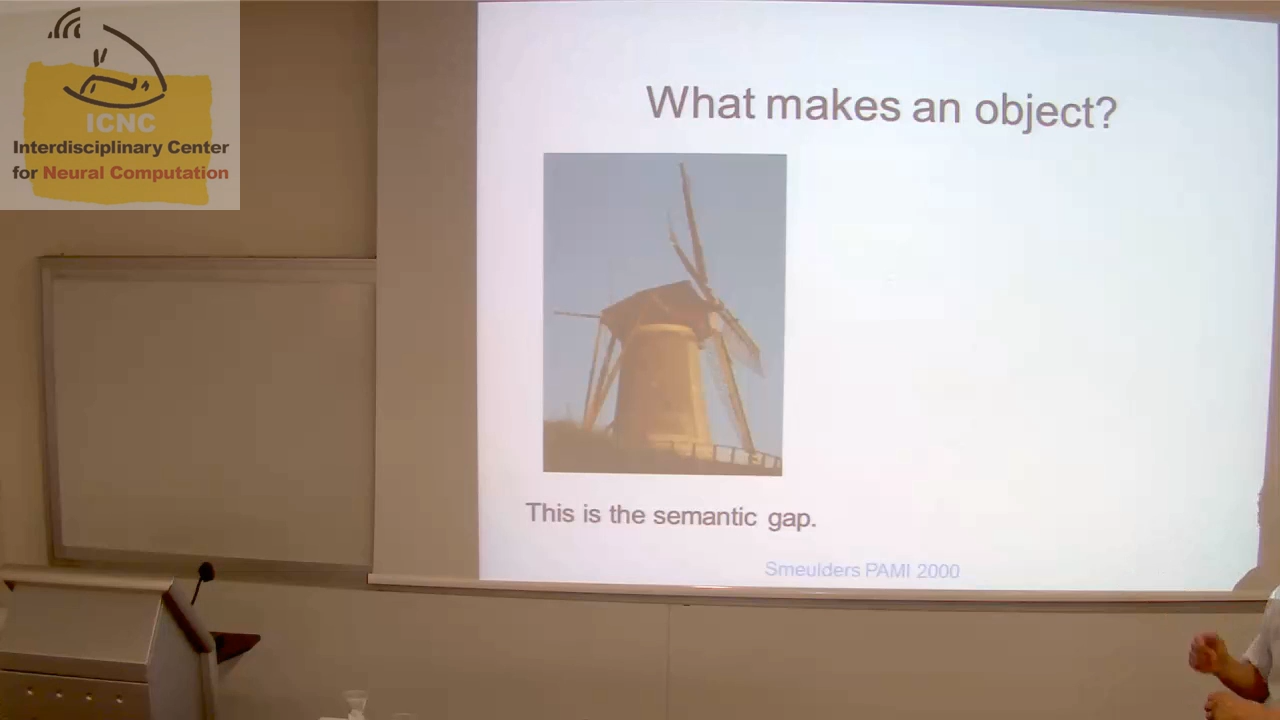 ICNC
Interdisciplinary Center
for Neural Computation
What makes an object?
This is the semantic gap.
Smeulders PAMI 2000